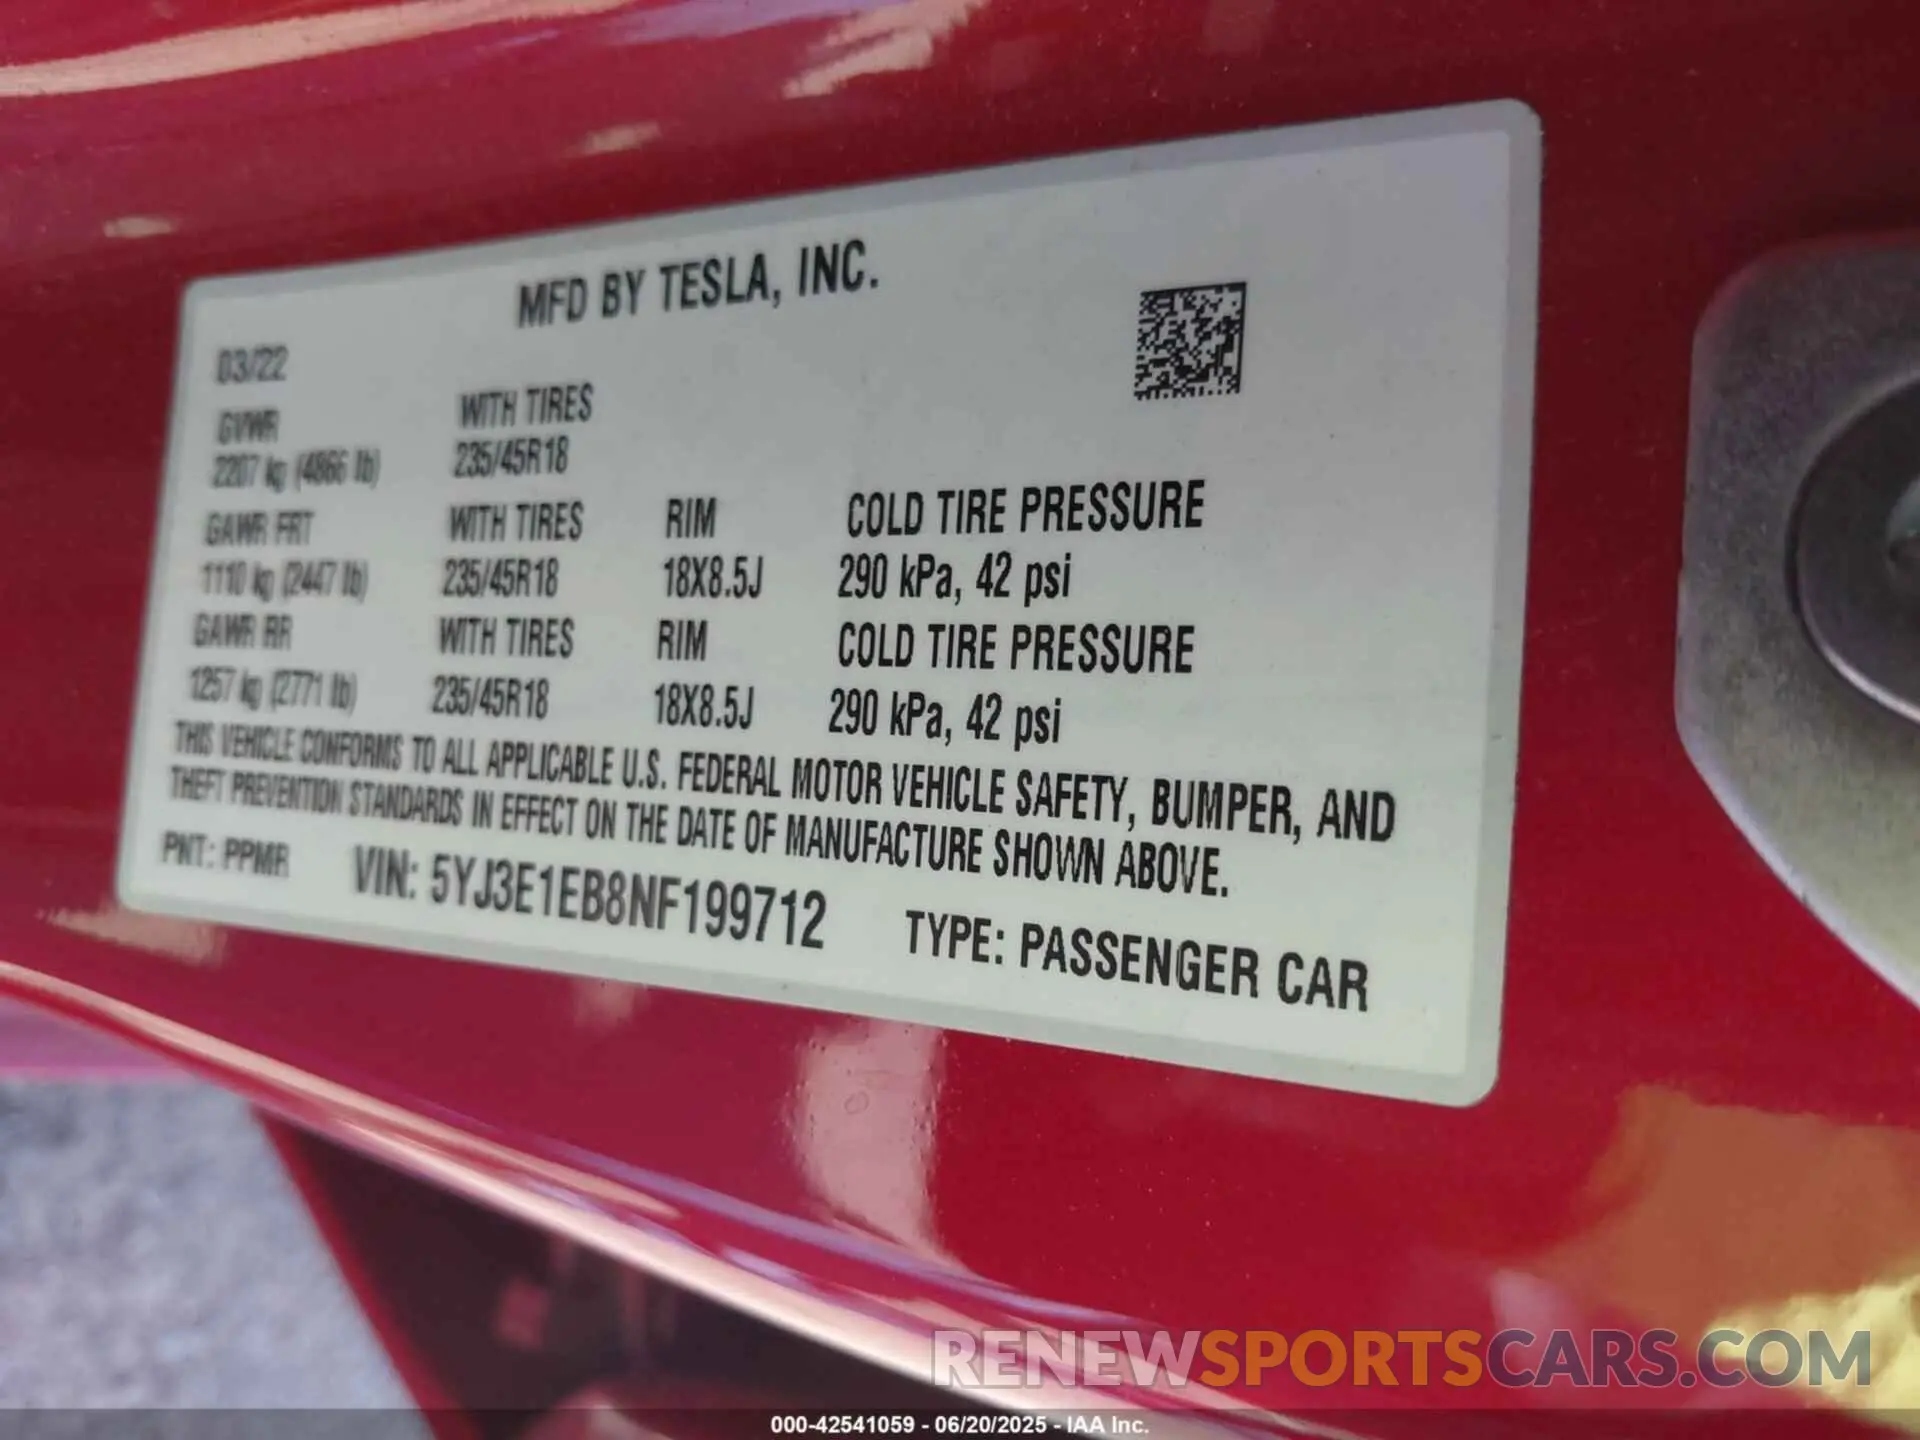 MFD BY TESLA, INC.
03/22
GVWR WITH TIRES
2207 kg (4866 lb) 235/45R18
GAWR FRT WITH TIRES RIM COLD TIRE PRESSURE
1110 kg (2447 lb) 235/45R18 18X8.5J 290 kPa, 42 psi
GAWR RR WITH TIRES RIM COLD TIRE PRESSURE
1257 kg (2771 lb) 235/45R18 18X8.5J 290 kPa, 42 psi
THIS VEHICLE CONFORMS TO ALL APPLICABLE U.S. FEDERAL MOTOR VEHICLE SAFETY, BUMPER, AND
THEFT PREVENTION STANDARDS IN EFFECT ON THE DATE OF MANUFACTURE SHOWN ABOVE.
PNT: PPMR VIN: 5YJ3E1EB8NF199712 TYPE: PASSENGER CAR
RENEWSPORTSCARS.COM
000-42541059 - 06/20/2025 - IAA Inc.